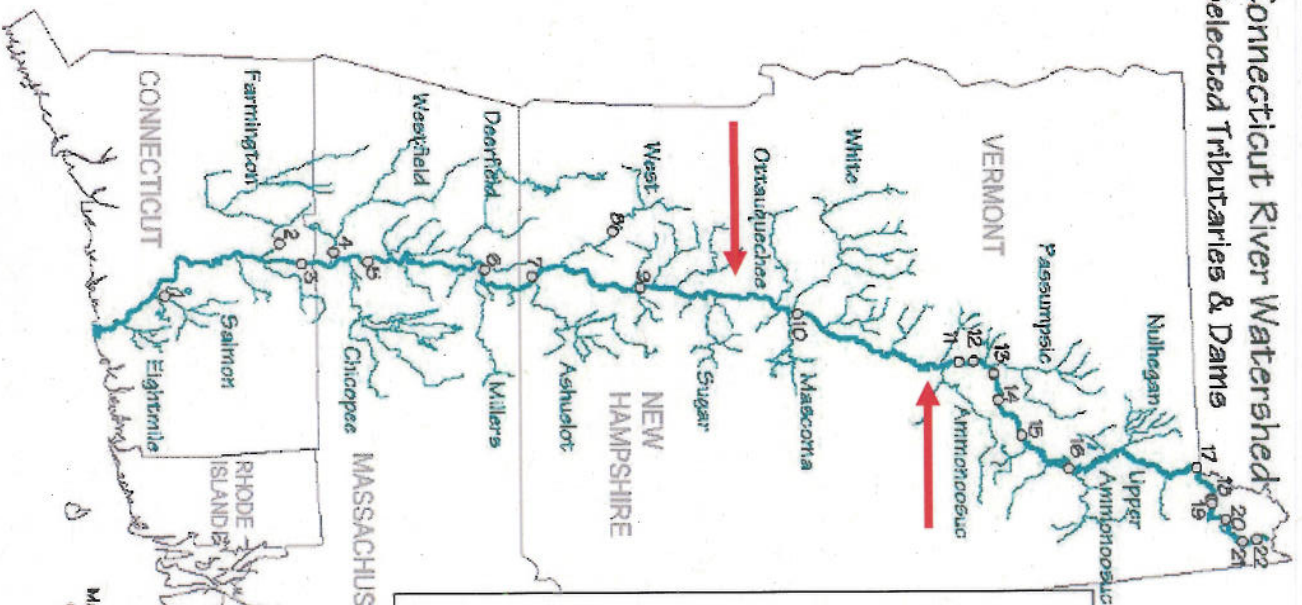 Connecticut River Watershed
elected Tributaries & Dams
22
21
20
18
19
17
Nulhegan
Upper
Ammonoosuc
16
15
Passumpsic
14
13
12
11
VERMONT
Ammonoosuc
White
10
Mascoma
Ottauquechee
Sugar
9
West
8
NEW
HAMPSHIRE
Ashuelot
7
Deerfield
6
Millers
Westfield
5
4
Chicopee
MASSACHUS
3
2
Farmington
Salmon
RHODE
ISLAND
CONNECTICUT
Eightmile